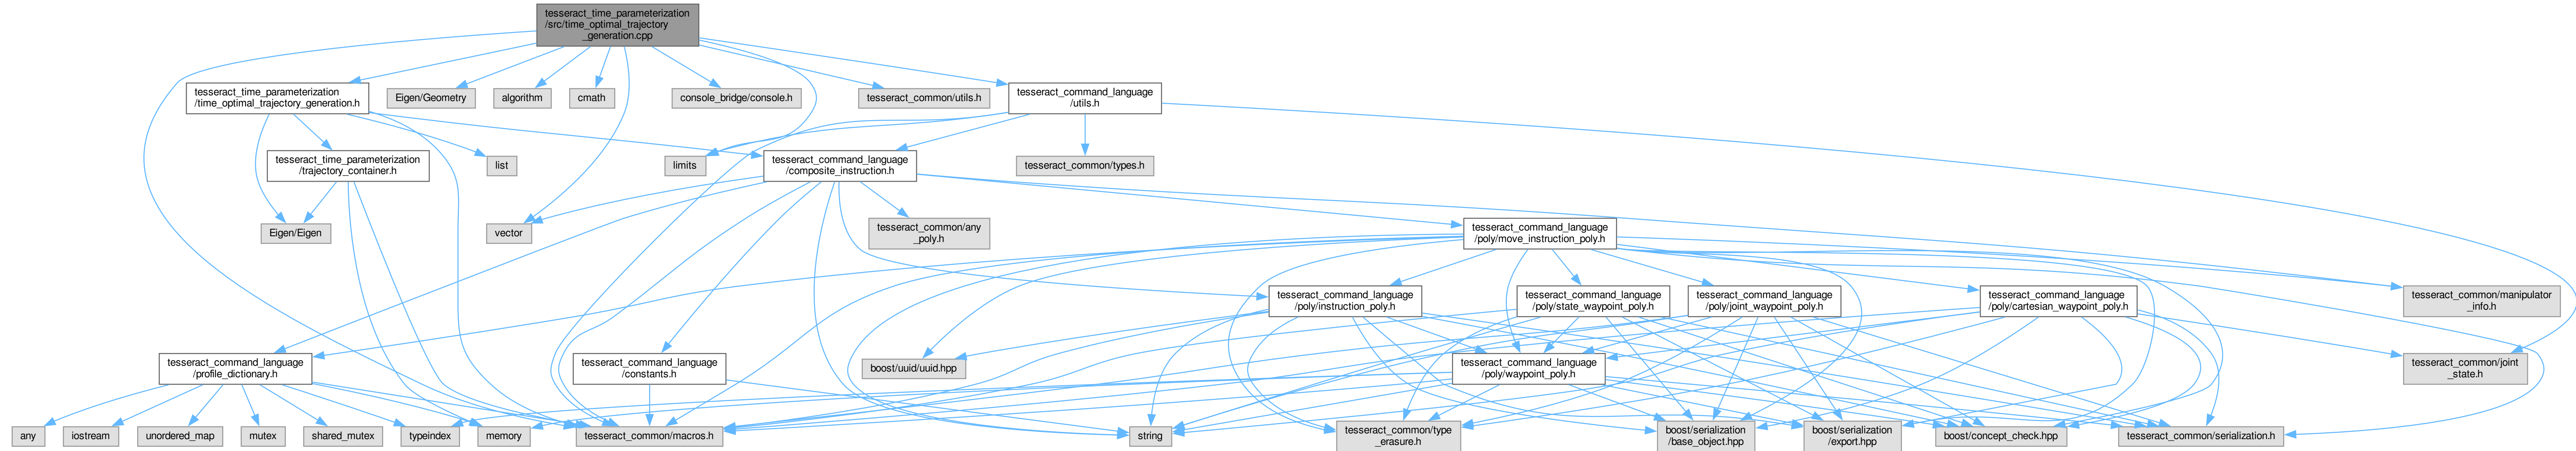 tesseract_time_parameterization
/src/time_optimal_trajectory
_generation.cpp
tesseract_time_parameterization
/time_optimal_trajectory_generation.h
Eigen/Geometry
algorithm
cmath
console_bridge/console.h
tesseract_common/utils.h
tesseract_command_language
/utils.h
tesseract_time_parameterization
/trajectory_container.h
list
limits
tesseract_command_language
/composite_instruction.h
tesseract_common/types.h
Eigen/Eigen
vector
tesseract_common/any
_poly.h
tesseract_command_language
/poly/move_instruction_poly.h
tesseract_command_language
/poly/instruction_poly.h
tesseract_command_language
/poly/state_waypoint_poly.h
tesseract_command_language
/poly/joint_waypoint_poly.h
tesseract_command_language
/poly/cartesian_waypoint_poly.h
tesseract_common/manipulator
_info.h
tesseract_command_language
/profile_dictionary.h
tesseract_command_language
/constants.h
boost/uuid/uuid.hpp
tesseract_command_language
/poly/waypoint_poly.h
tesseract_common/joint
_state.h
any
iostream
unordered_map
mutex
shared_mutex
typeindex
memory
tesseract_common/macros.h
string
tesseract_common/type
_erasure.h
boost/serialization
/base_object.hpp
boost/serialization
/export.hpp
boost/concept_check.hpp
tesseract_common/serialization.h